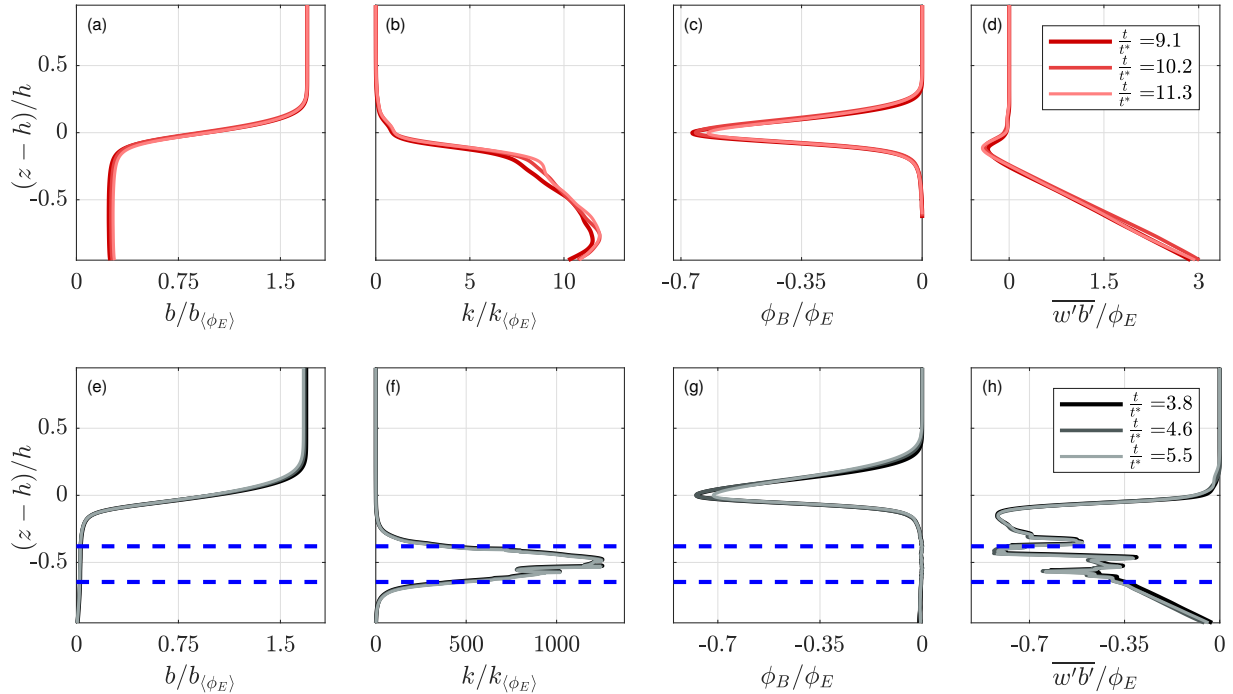 (a) (b) (c) (d)
t/t* =9.1
t/t* =10.2
t/t* =11.3
0.5
0
-0.5
(z − h)/h
0 0.75 1.5 0 5 10 -0.7 -0.35 0 0 1.5 3
b/b⟨ϕE⟩ k/k⟨ϕE⟩ ϕB/ϕE w′b′/ϕE
(e) (f) (g) (h)
t/t* =3.8
t/t* =4.6
t/t* =5.5
0.5
0
-0.5
(z − h)/h
0 0.75 1.5 0 500 1000 -0.7 -0.35 0 -0.7 -0.35 0
b/b⟨ϕE⟩ k/k⟨ϕE⟩ ϕB/ϕE w′b′/ϕE